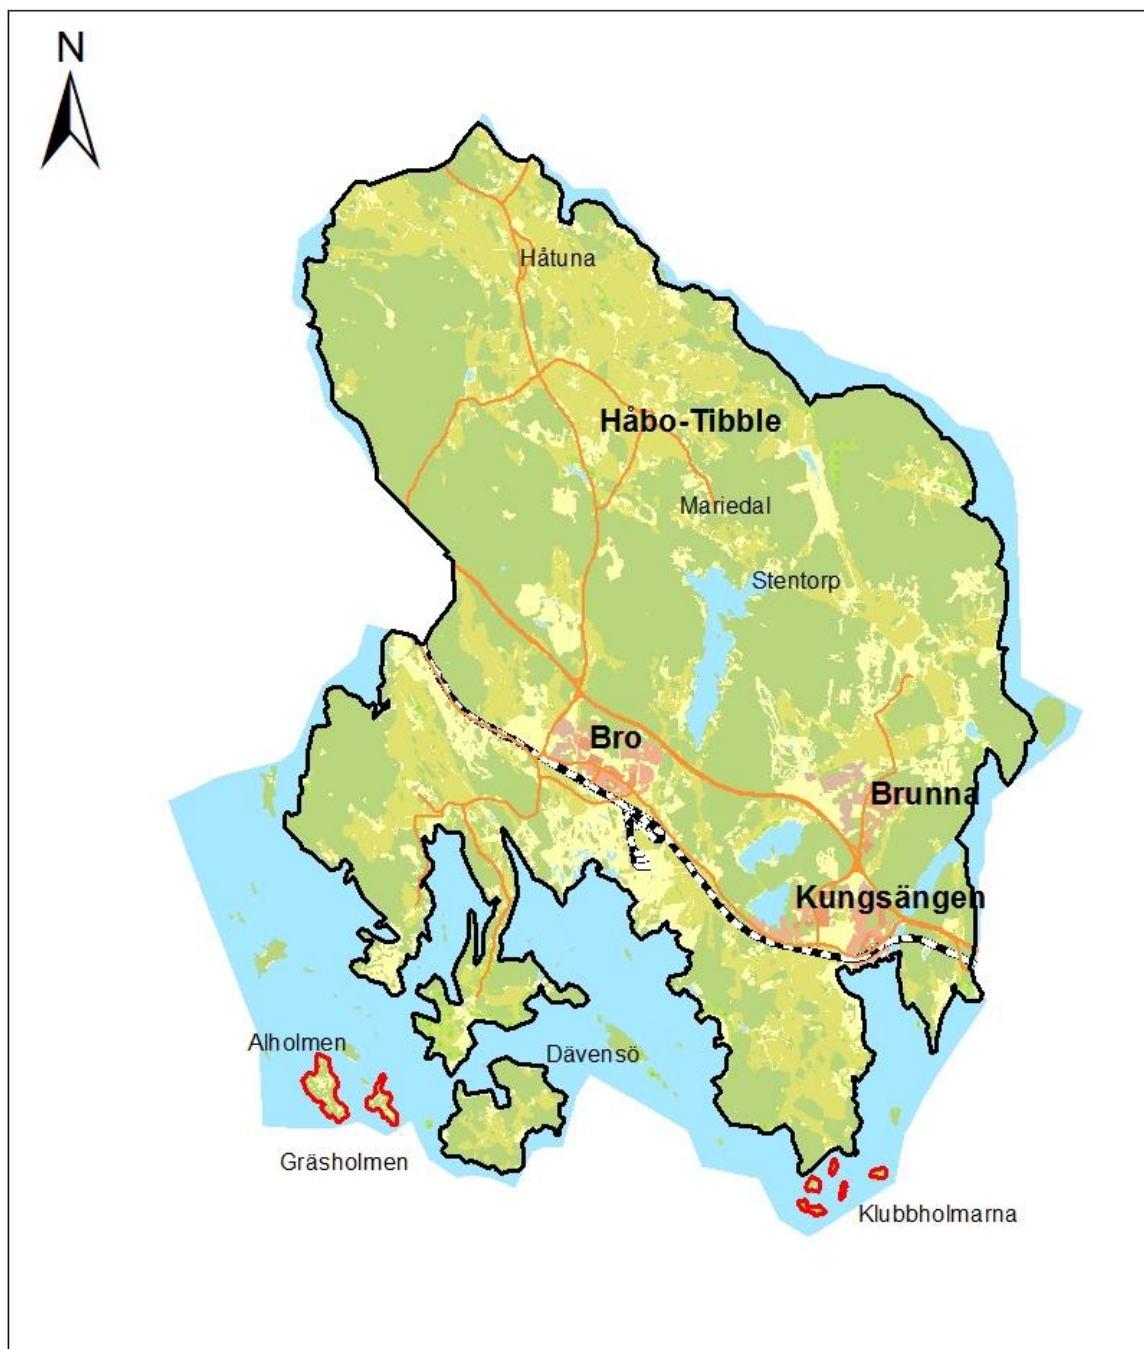 N
Håtuna
Håbo-Tibble
Mariedal
Stentorp
Bro
Brunna
Kungsängen
Alholmen
Dävensö
Gräsholmen
Klubbholmarna